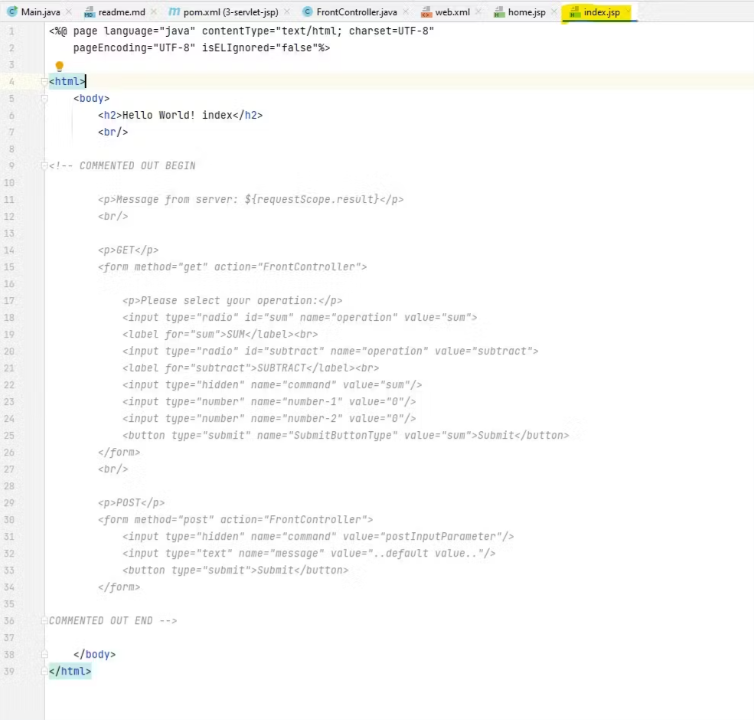 Main.java readme.md pom.xml (3-servlet-jsp) FrontController.java web.xml home.jsp index.jsp
1 <%@ page language="java" contentType="text/html; charset=UTF-8"
2 pageEncoding="UTF-8" isELIgnored="false"%>
3
4 <html>
5 <body>
6 <h2>Hello World! index</h2>
7 <br/>
8
9 <!-- COMMENTED OUT BEGIN
10
11 <p>Message from server: ${requestScope.result}</p>
12 <br/>
13
14 <p>GET</p>
15 <form method="get" action="FrontController">
16
17 <p>Please select your operation:</p>
18 <input type="radio" id="sum" name="operation" value="sum">
19 <label for="sum">SUM</label><br>
20 <input type="radio" id="subtract" name="operation" value="subtract">
21 <label for="subtract">SUBTRACT</label><br>
22 <input type="hidden" name="command" value="sum"/>
23 <input type="number" name="number-1" value="0"/>
24 <input type="number" name="number-2" value="0"/>
25 <button type="submit" name="SubmitButtonType" value="sum">Submit</button>
26 </form>
27 <br/>
28
29 <p>POST</p>
30 <form method="post" action="FrontController">
31 <input type="hidden" name="command" value="postInputParameter"/>
32 <input type="text" name="message" value="..default value.."/>
33 <button type="submit">Submit</button>
34 </form>
35
36 COMMENTED OUT END -->
37
38 </body>
39 </html>